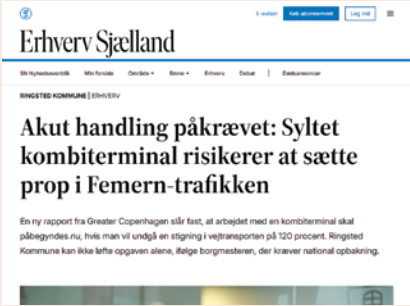 E-aviser Køb abonnement Log ind
Erhverv Sjælland
SN Nyhedsoverblik Min forside Område Emne Erhverv Debat | Dødsannoncer
RINGSTED KOMMUNE | ERHVERV
Akut handling påkrævet: Syltet
kombiterminal risikerer at sætte
prop i Femern-trafikken
En ny rapport fra Greater Copenhagen slår fast, at arbejdet med en kombiterminal skal
påbegyndes nu, hvis man vil undgå en stigning i vejtransporten på 120 procent. Ringsted
Kommune kan ikke løfte opgaven alene, ifølge borgmesteren, der kræver national opbakning.